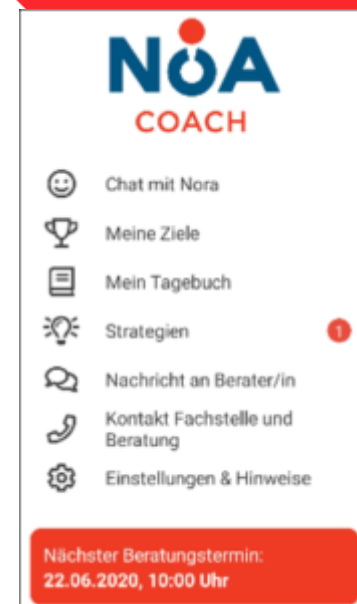 NoA
COACH
Chat mit Nora
Meine Ziele
Mein Tagebuch
Strategien 1
Nachricht an Berater/in
Kontakt Fachstelle und
Beratung
Einstellungen & Hinweise
Nächster Beratungstermin:
22.06.2020, 10:00 Uhr